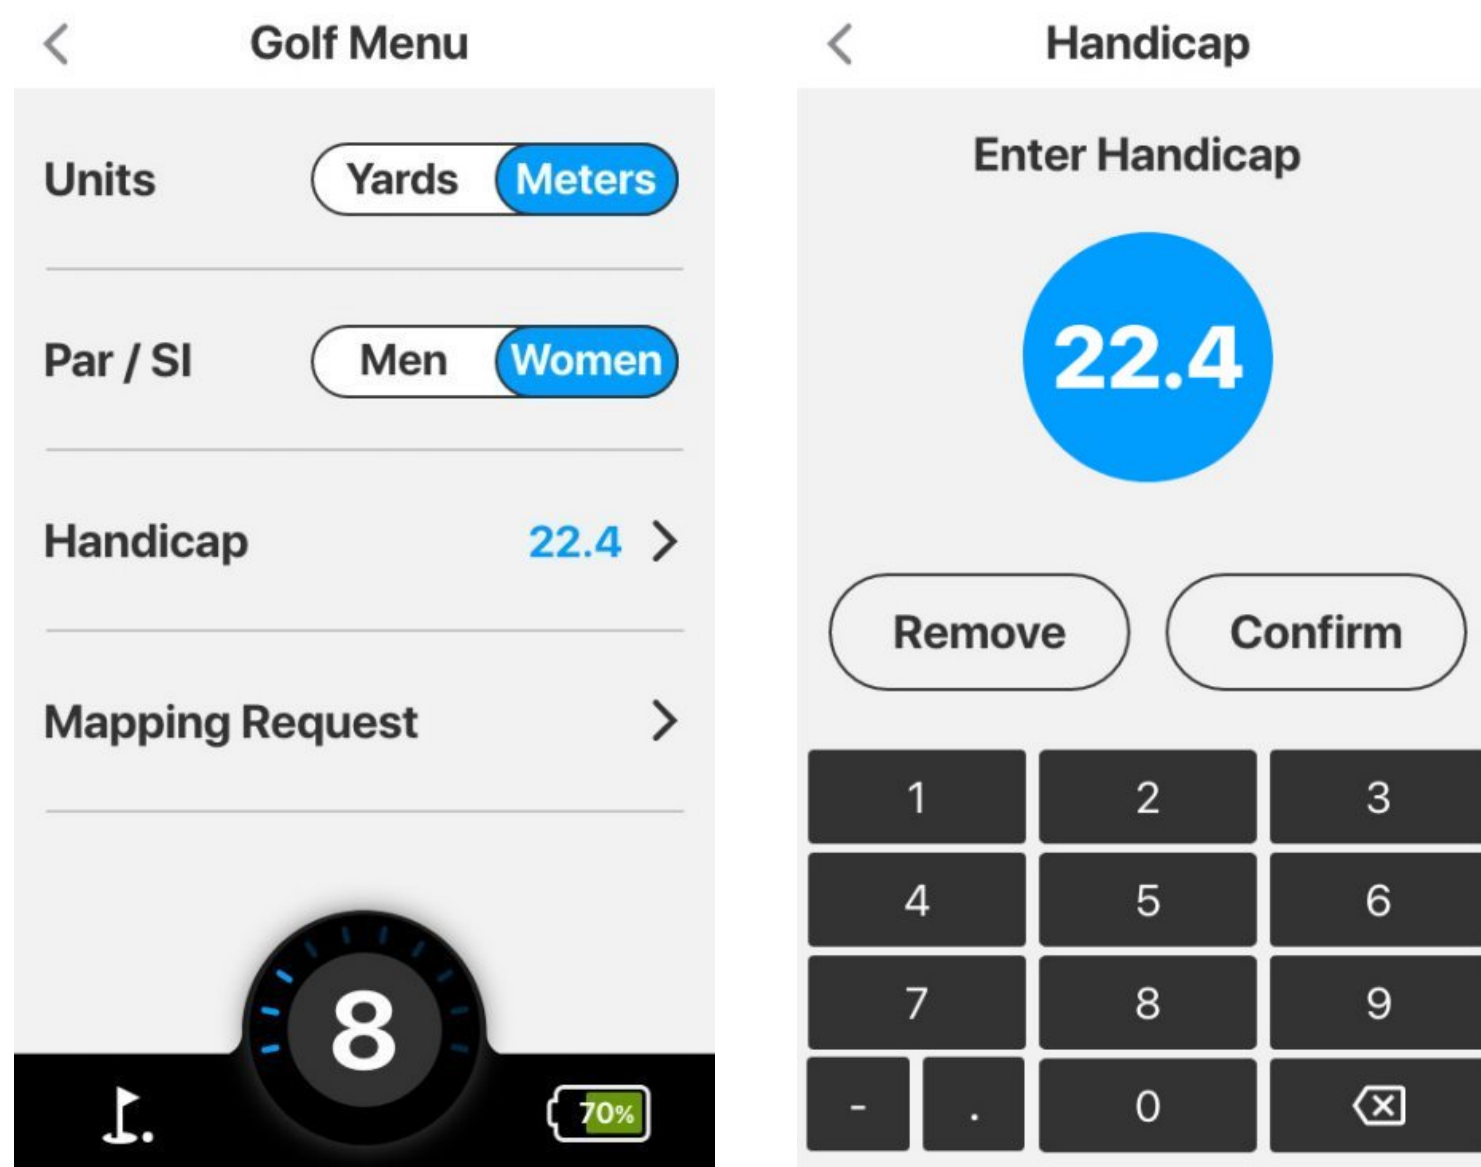 Golf Menu
Units Yards Meters
Par / SI Men Women
Handicap 22.4
Mapping Request
8
70%
Handicap
Enter Handicap
22.4
Remove Confirm
1 2 3
4 5 6
7 8 9
- . 0